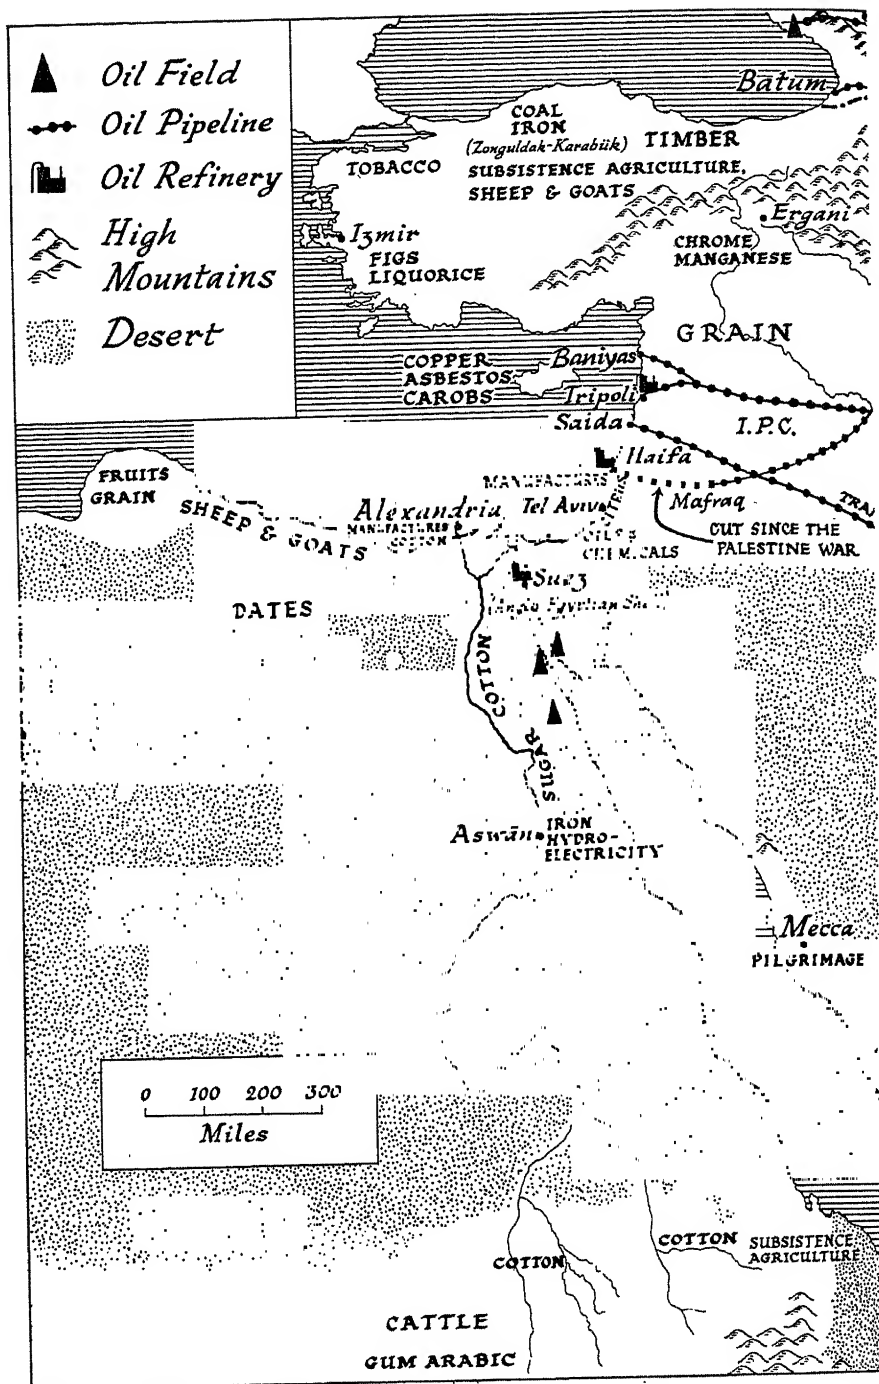 Oil Field
Oil Pipeline
Oil Refinery
High
Mountains
Desert
Batum
COAL
IRON
(Zonguldak-Karabük)
TIMBER
TOBACCO
SUBSISTENCE AGRICULTURE,
SHEEP & GOATS
Ergani
Izmir
FIGS
LIQUORICE
CHROME
MANGANESE
GRAIN
COPPER
ASBESTOS
CARObS
Baniyas
Tripoli
Saida
I.P.C.
Haifa
MANUFACTURES
Tel Aviv
Mafraq
CUT SINCE THE
PALESTINE WAR
CHEMICALS
FRUITS
GRAIN
SHEEP & GOATS
Alexandria
MANUFACTURES
COTTON
Suez
DATES
COTTON
SUGAR
Aswān
IRON
HYDRO-
ELECTRICITY
Mecca
PILGRIMAGE
0 100 200 300
Miles
COTTON
COTTON
SUBSISTENCE
AGRICULTURE
CATTLE
GUM ARABIC